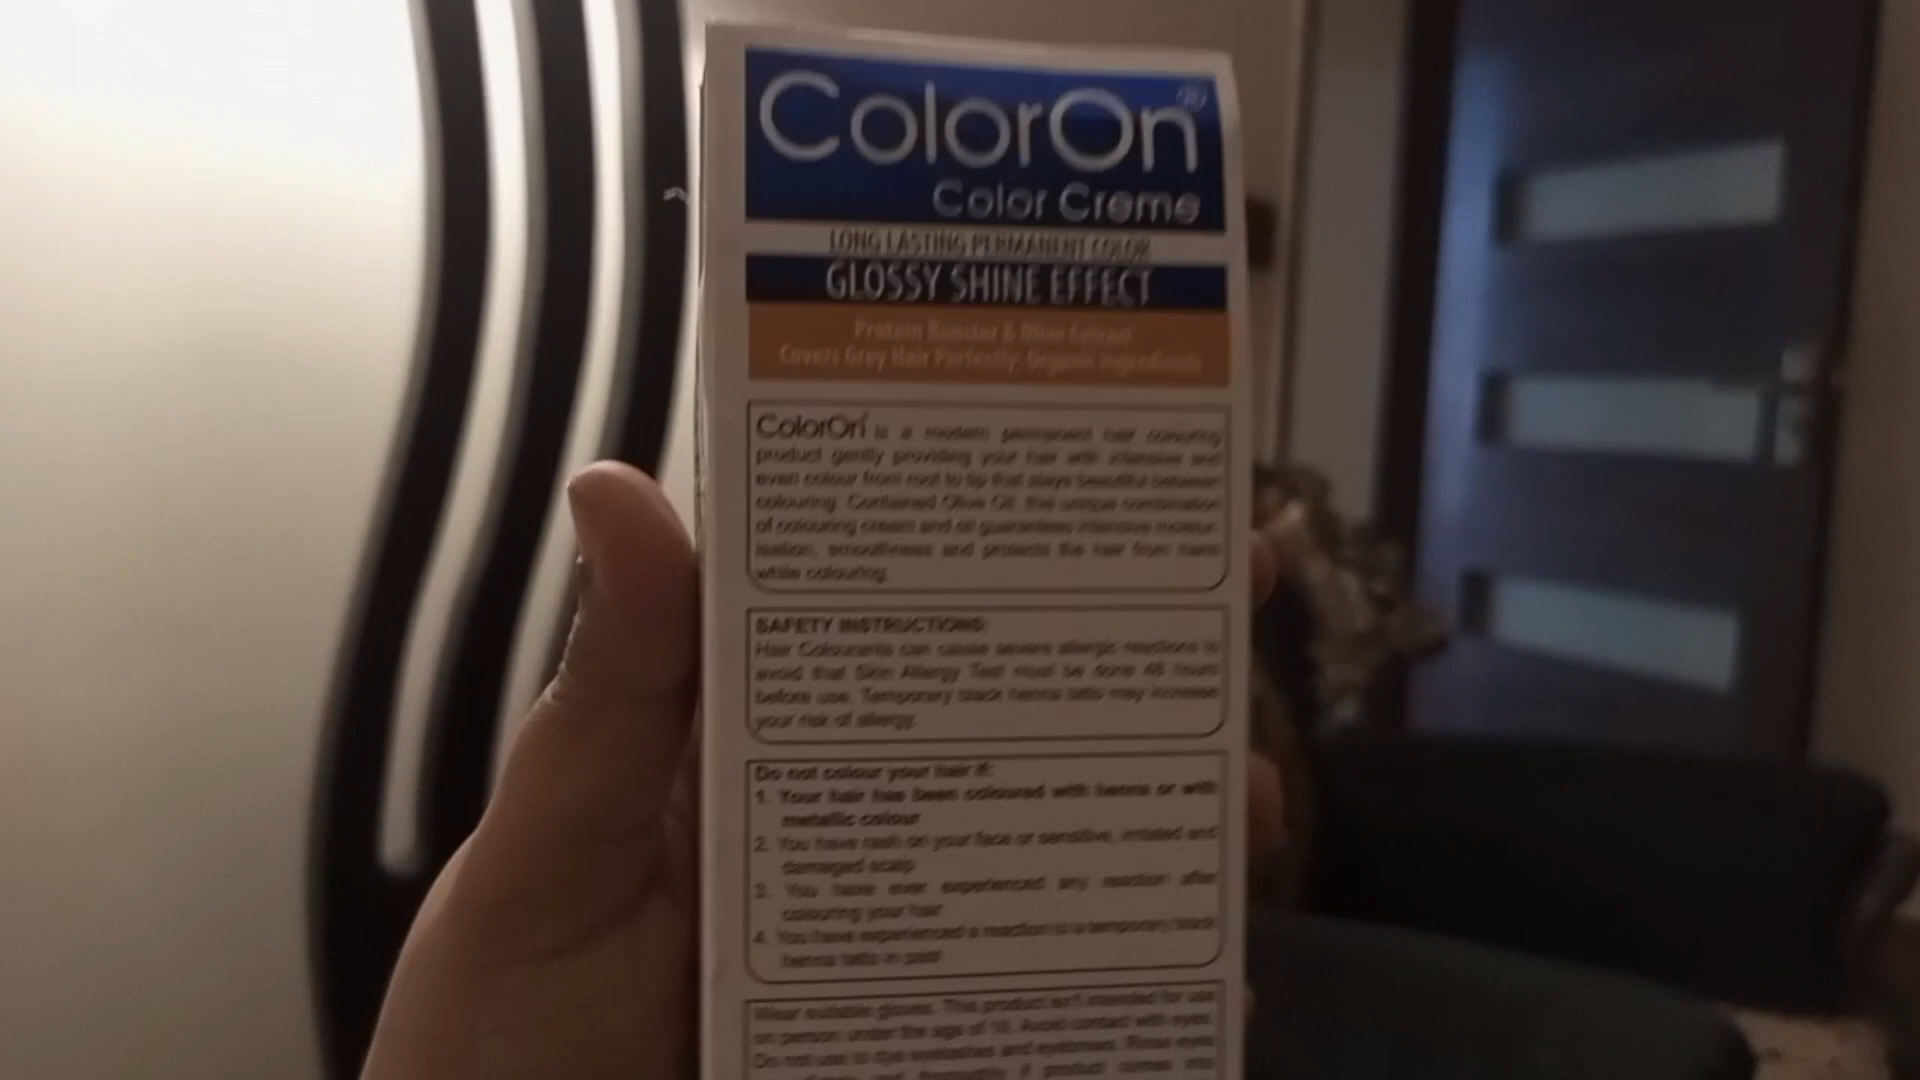 ColorOn®
Color Creme
LONG LASTING PERMANENT COLOR
GLOSSY SHINE EFFECT
Protein Booster & Olive Extract
Covers Grey Hair Perfectly, Organic Ingredients
ColorOn is a modern permanent hair colouring
product gently providing your hair with intensive and
even colour from root to tip that stays beautiful between
colouring. Contained Olive Oil, this unique combination
of colouring cream and oil guarantees intensive moistur-
isation, smoothness and protects the hair from
while colouring.
SAFETY INSTRUCTIONS:
Hair Colourants can cause severe allergic reactions to
avoid that Skin Allergy Test must be done 48 hours
before use. Temporary black henna tatto may increase
your risk of allergy.
Do not colour your hair if:
1. Your hair has been coloured with henna or with
metallic colour
2. You have rash on your face or sensitive, irritated and
damaged scalp
3. You have ever experienced any reaction after
colouring your hair
4. You have experienced a reaction to a temporary black
henna tatto in past
Wear suitable gloves. This product isn't intended for use
on person under the age of 16. Avoid contact with eyes.
Do not use to dye eyelashes and eyebrows. Rinse eyes
thoroughly if product comes into